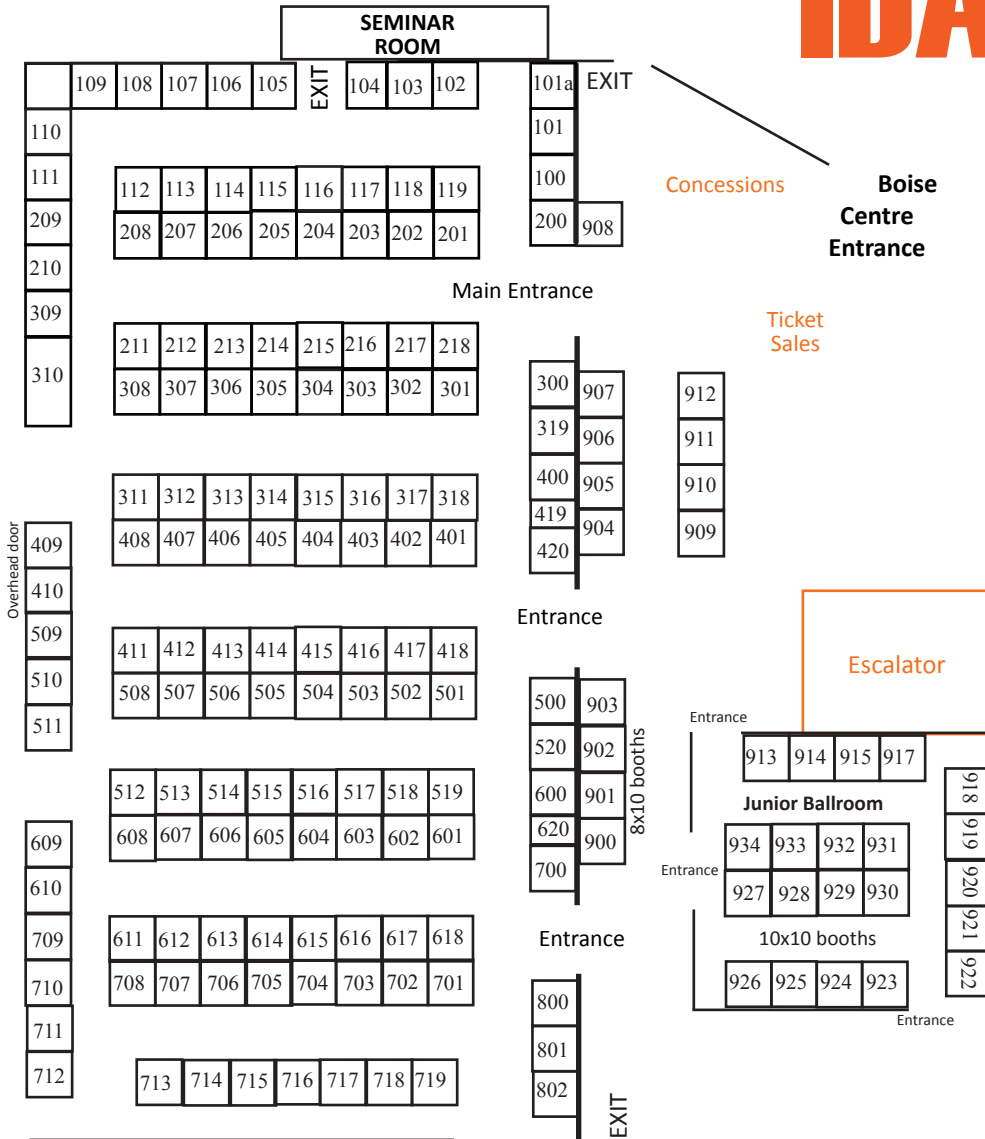 IDA
SEMINAR
ROOM
109 108 107 106 105 EXIT 104 103 102 101a EXIT
110 101
111 112 113 114 115 116 117 118 119 100 Concessions Boise
209 208 207 206 205 204 203 202 201 200 908 Centre
Entrance
210
Main Entrance
309 Ticket
Sales
211 212 213 214 215 216 217 218
310 308 307 306 305 304 303 302 301 300 907 912
319 906 911
311 312 313 314 315 316 317 318 400 905 910
419
Overhead door
409 408 407 406 405 404 403 402 401 420 904 909
410
Entrance
509 411 412 413 414 415 416 417 418 Escalator
510 508 507 506 505 504 503 502 501 500 903
511 Entrance
520 902 8x10 booths 913 914 915 917
512 513 514 515 516 517 518 519 600 901 Junior Ballroom 918
609 608 607 606 605 604 603 602 601 620 900 934 933 932 931 919
610 700 Entrance 927 928 929 930 920
709 611 612 613 614 615 616 617 618 Entrance 10x10 booths 921
710 708 707 706 705 704 703 702 701 926 925 924 923 922
800 Entrance
711 801
712 713 714 715 716 717 718 719 802 EXIT